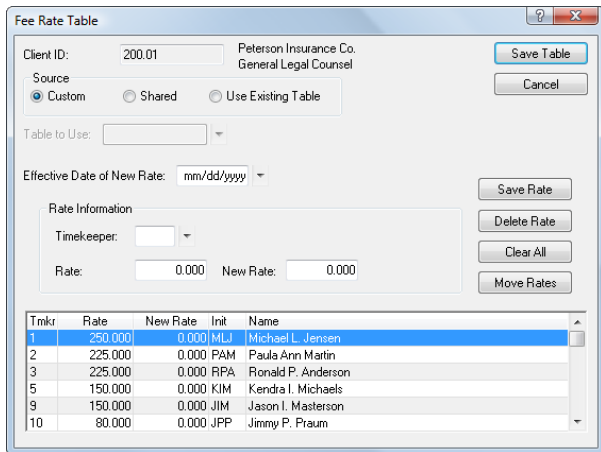 Fee Rate Table
Client ID: 200.01 Peterson Insurance Co. Save Table
General Legal Counsel
Source Cancel
Custom Shared Use Existing Table
Table to Use:
Effective Date of New Rate: mm/dd/yyyy
Save Rate
Rate Information
Delete Rate
Timekeeper:
Clear All
Rate: 0.000 New Rate: 0.000
Move Rates
Tmkr Rate New Rate Init Name
1 250.000 0.000 MLJ Michael L. Jensen
2 225.000 0.000 PAM Paula Ann Martin
3 225.000 0.000 RPA Ronald P. Anderson
5 150.000 0.000 KIM Kendra I. Michaels
9 150.000 0.000 JIM Jason I. Masterson
10 80.000 0.000 JPP Jimmy P. Praum